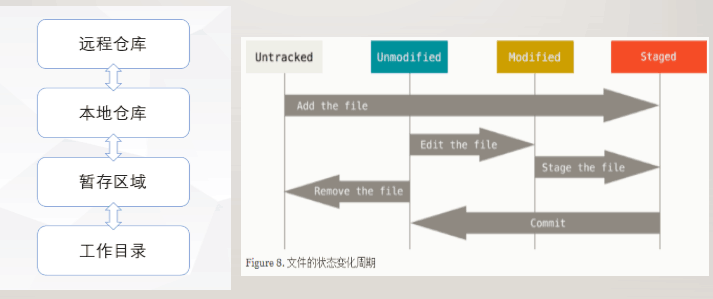 远程仓库
本地仓库
暂存区域
工作目录
Untracked
Unmodified
Modified
Staged
Add the file
Edit the file
Stage the file
Remove the file
Commit
Figure 8. 文件的状态变化周期